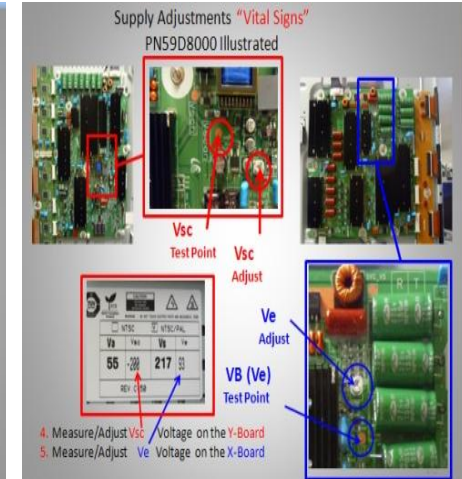 Supply Adjustments "Vital Signs"
PN59D8000 Illustrated
Vsc
Test Point
Vsc
Adjust
Ve
Adjust
VB (Ve)
Test Point
NTSC NTSC/PAL
Va Vsc Vs Ve
55 -200 217
4. Measure/Adjust Vsc Voltage on the Y-Board
5. Measure/Adjust Ve Voltage on the X-Board